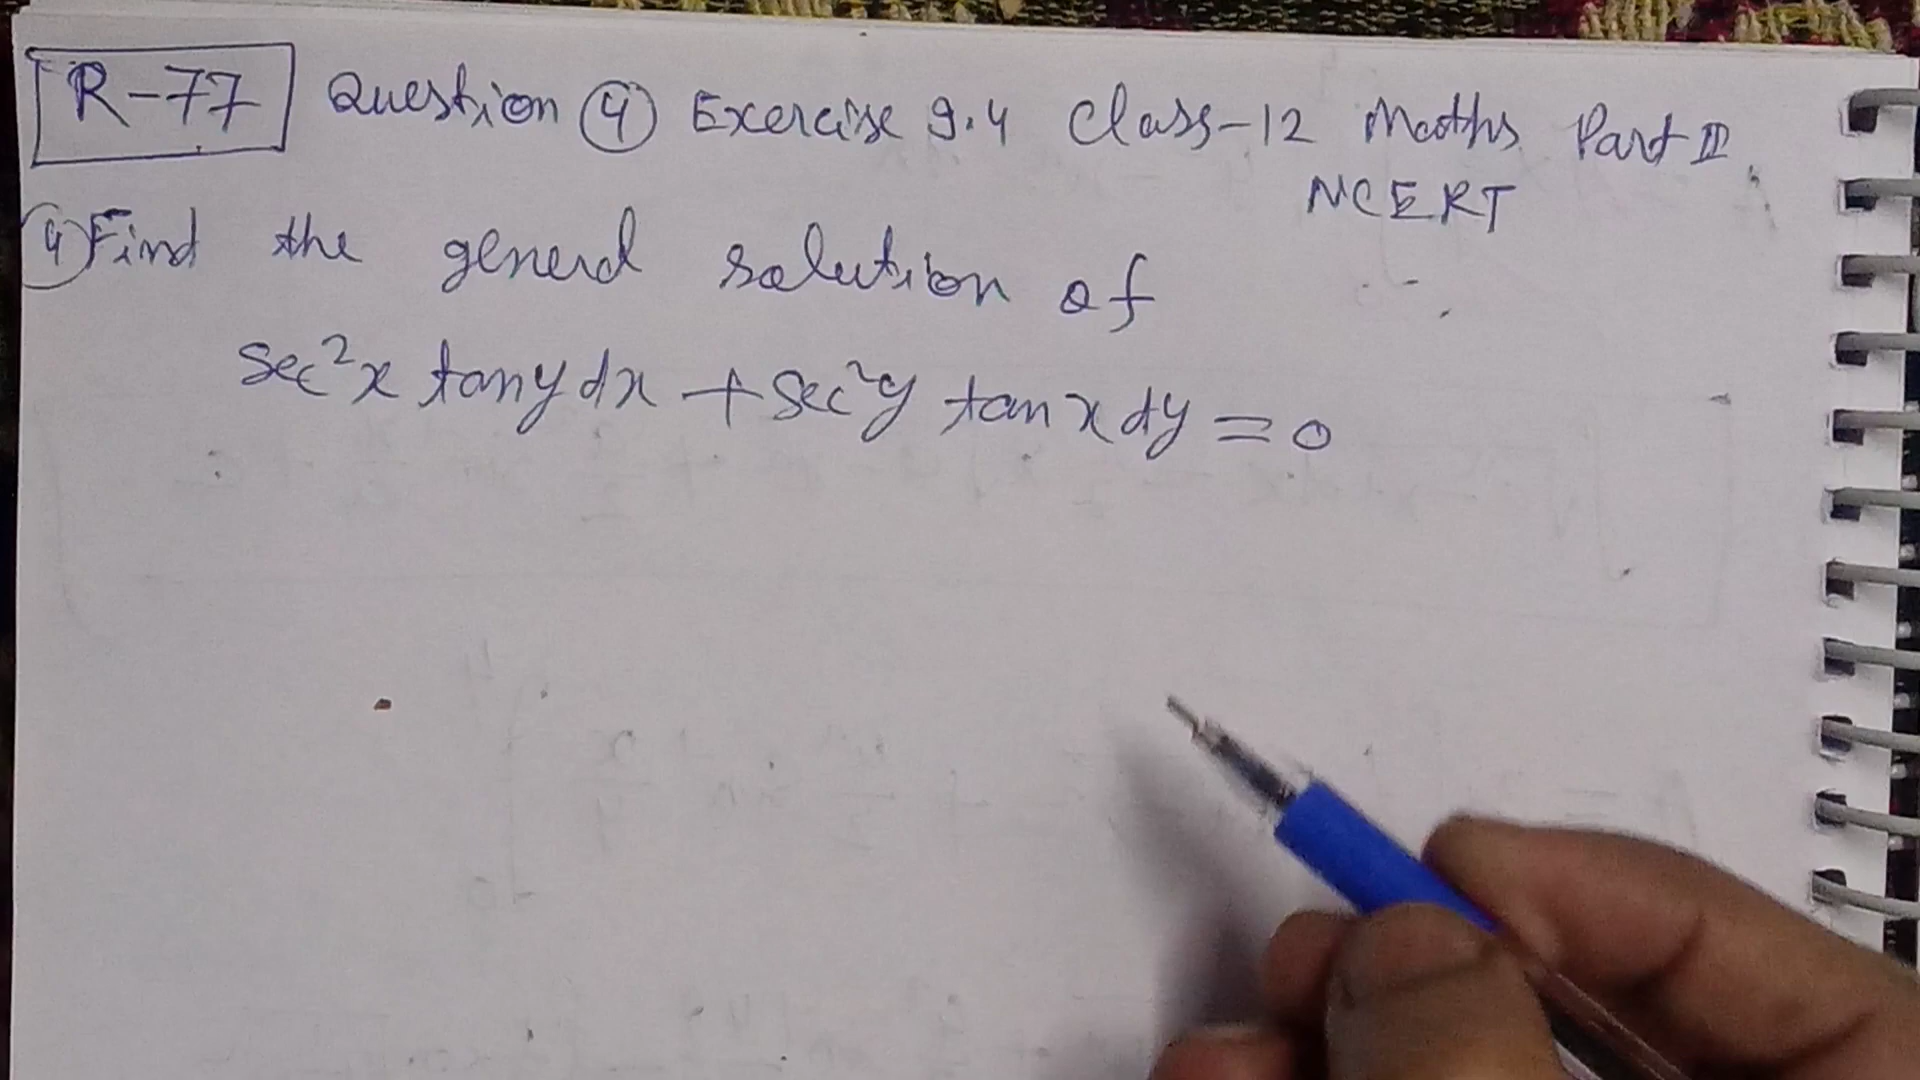 R-77 Question ④ Exercise 9.4 Class-12 Maths Part II
NCERT
④ Find the general solution of
sec²x tany dx + sec²y tanx dy = 0